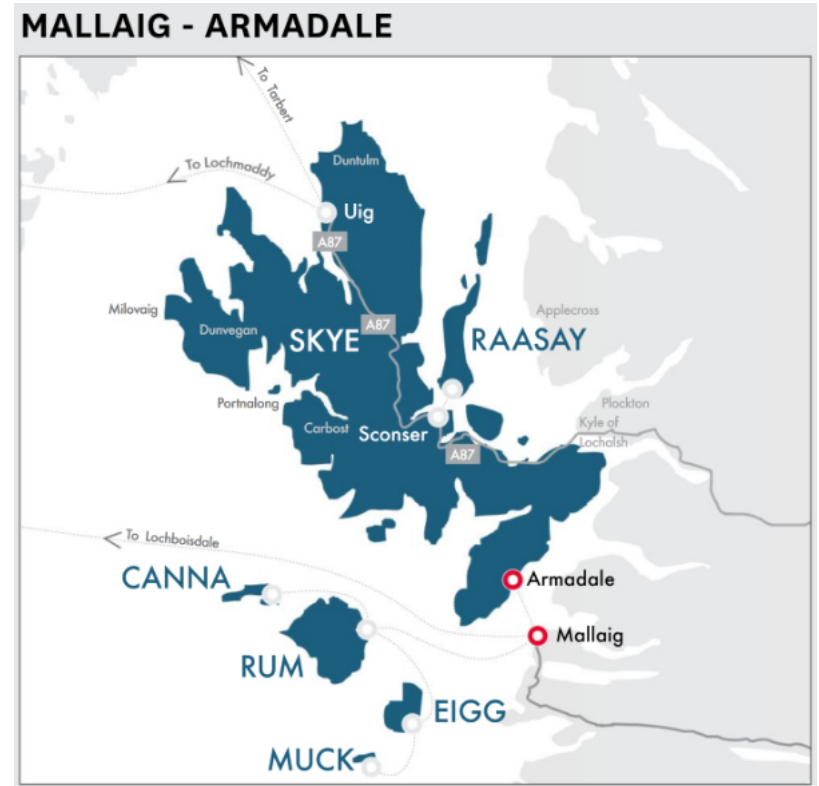 MALLAIG - ARMADALE
To Tarbert
Duntulm
To Lochmaddy
Uig
A87
Milovaig
Applecross
Dunvegan
A87
SKYE
RAASAY
Portnalong
Plockton
Carbost
Sconser
Kyle of
Lochalsh
A87
To Lochboisdale
CANNA
Armadale
Mallaig
RUM
EIGG
MUCK